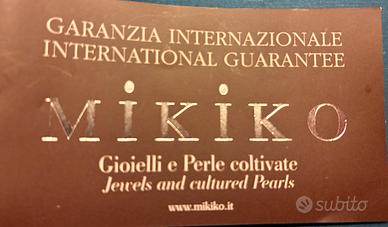 GARANZIA INTERNAZIONALE
INTERNATIONAL GUARANTEE
MiKiKO
Gioielli e Perle coltivate
Jewels and cultured Pearls
www.mikiko.it
subito